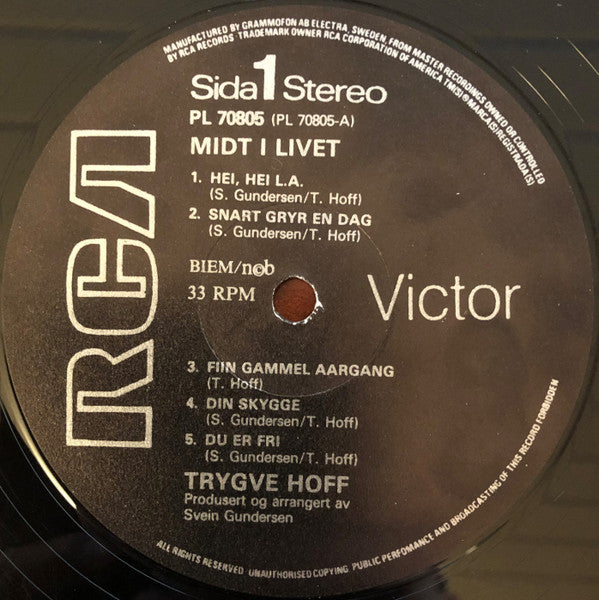 MANUFACTURED BY GRAMMOFON AB ELECTRA, SWEDEN, FROM MASTER RECORDINGS OWNED OR CONTROLLED
BY RCA RECORDS · TRADEMARK OWNER RCA CORPORATION OF AMERICA TM(S)® MARCA(S) REGISTRADA(S)
Sida 1 Stereo
PL 70805 (PL 70805-A)
MIDT I LIVET
1. HEI, HEI L.A.
(S. Gundersen/T. Hoff)
2. SNART GRYR EN DAG
(S. Gundersen/T. Hoff)
BIEM/n©b
33 RPM
RCA
Victor
3. FIIN GAMMEL AARGANG
(T. Hoff)
4. DIN SKYGGE
(S. Gundersen/T. Hoff)
5. DU ER FRI
(S. Gundersen/T. Hoff)
TRYGVE HOFF
Produsert og arrangert av
Svein Gundersen
ALL RIGHTS RESERVED UNAUTHORISED COPYING PUBLIC PERFOMANCE AND BROADCASTING OF THIS RECORD FORBIDDEN